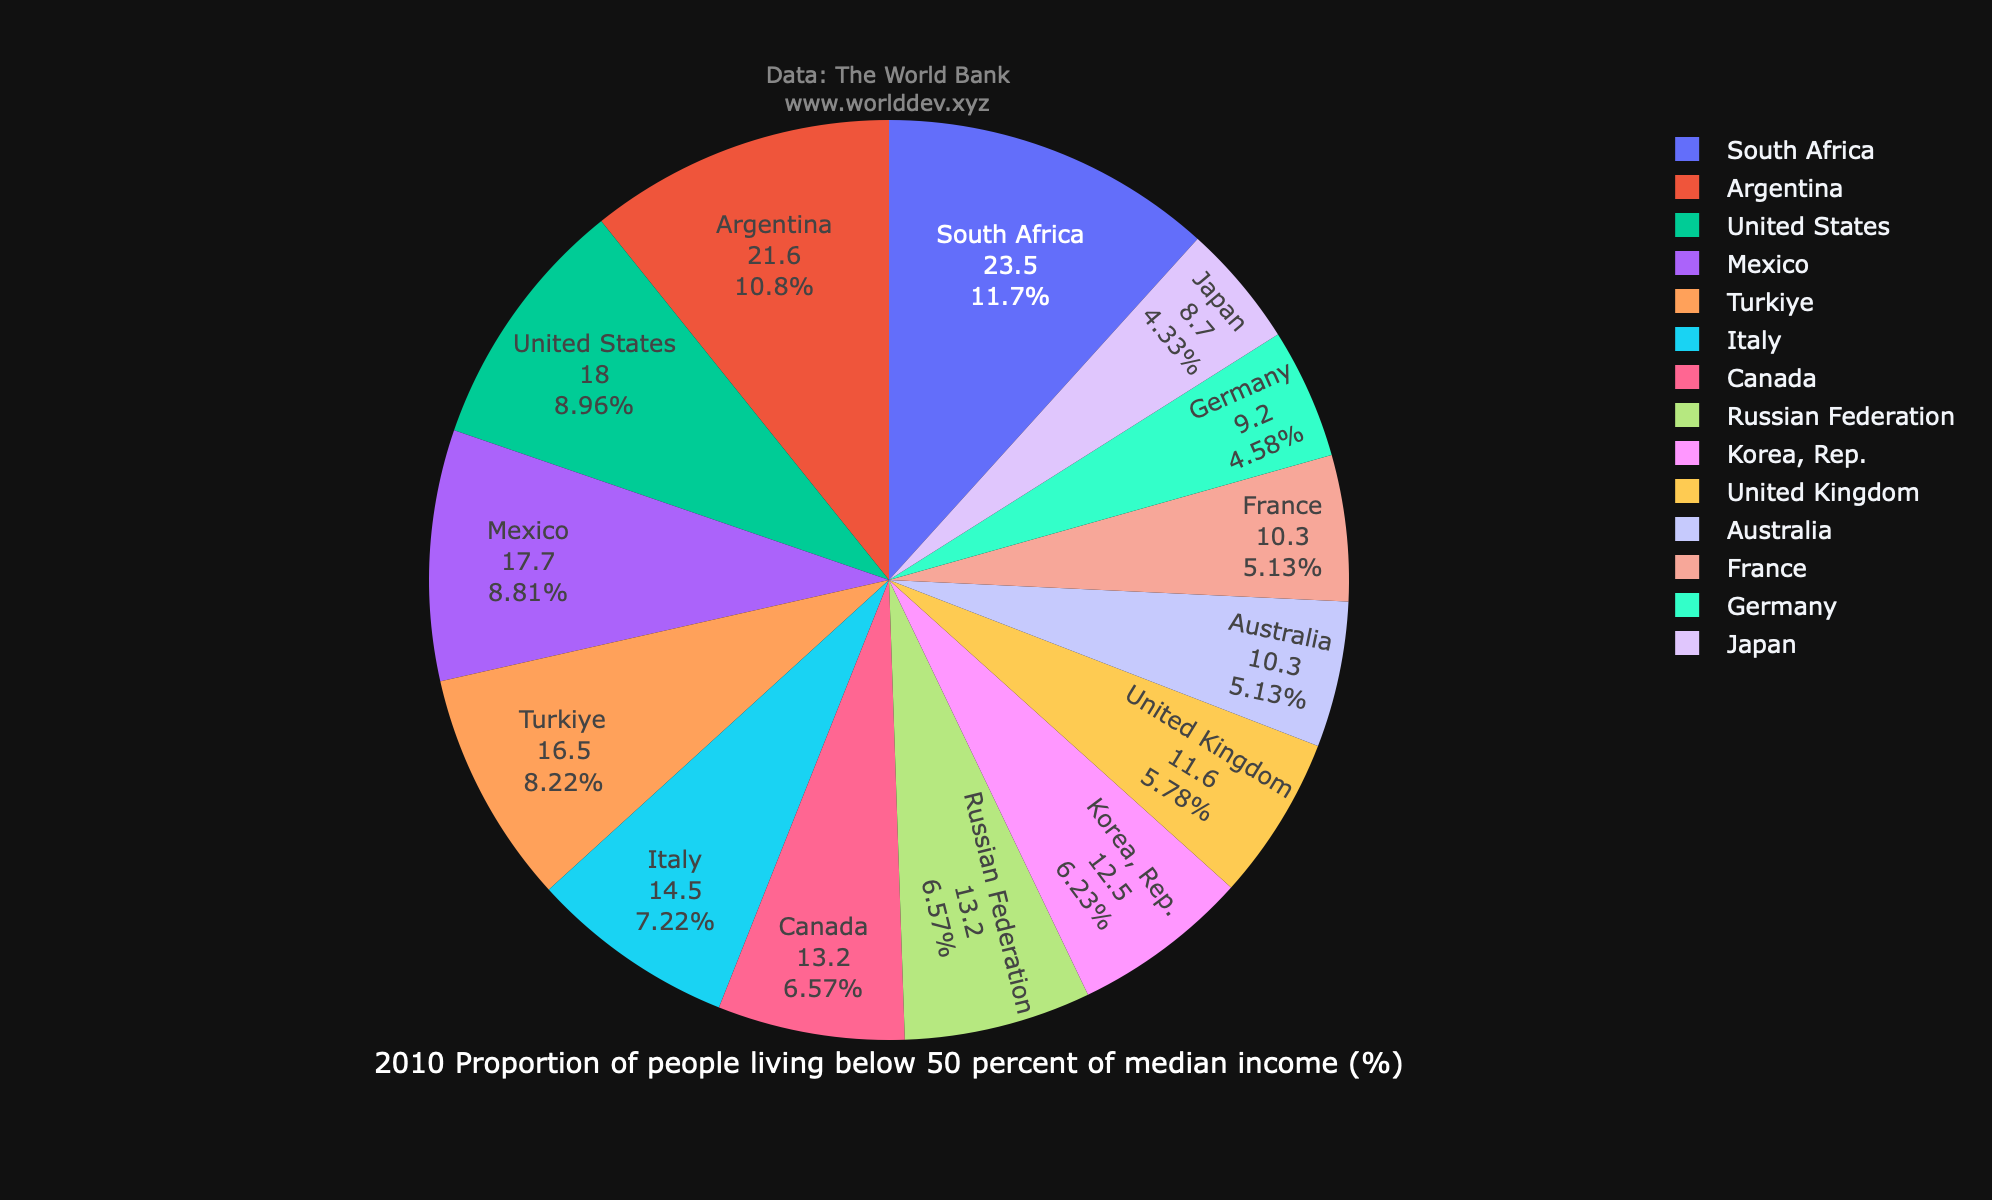 Data: The World Bank
www.worlddev.xyz
South Africa
23.5
11.7%
Japan
8.7
4.33%
Germany
9.2
4.58%
France
10.3
5.13%
Australia
10.3
5.13%
United Kingdom
11.6
5.78%
Korea, Rep.
12.5
6.23%
Russian Federation
13.2
6.57%
Canada
13.2
6.57%
Italy
14.5
7.22%
Turkiye
16.5
8.22%
Mexico
17.7
8.81%
United States
18
8.96%
Argentina
21.6
10.8%
South Africa
Argentina
United States
Mexico
Turkiye
Italy
Canada
Russian Federation
Korea, Rep.
United Kingdom
Australia
France
Germany
Japan
2010 Proportion of people living below 50 percent of median income (%)